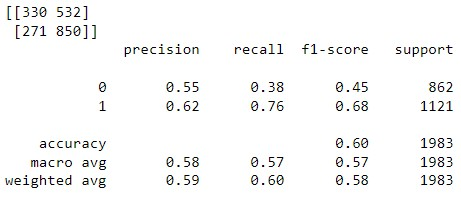 [[330 532]
[271 850]]
precision recall f1-score support
0 0.55 0.38 0.45 862
1 0.62 0.76 0.68 1121
accuracy 0.60 1983
macro avg 0.58 0.57 0.57 1983
weighted avg 0.59 0.60 0.58 1983